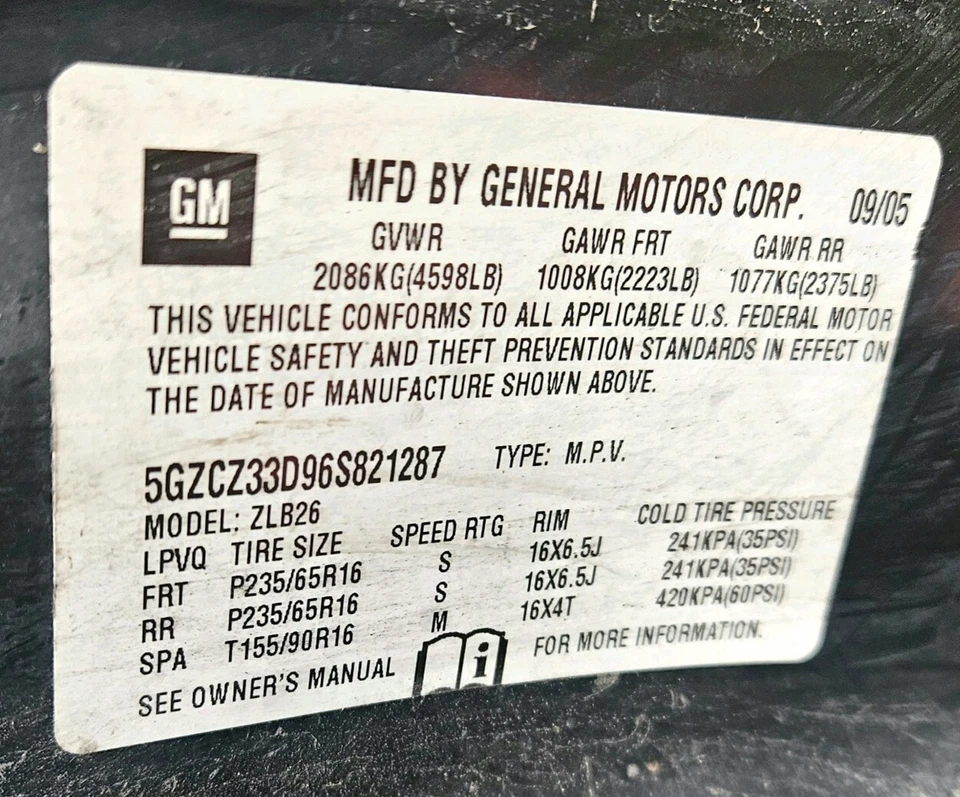 GM
MFD BY GENERAL MOTORS CORP. 09/05
GVWR GAWR FRT GAWR RR
2086KG(4598LB) 1008KG(2223LB) 1077KG(2375LB)
THIS VEHICLE CONFORMS TO ALL APPLICABLE U.S. FEDERAL MOTOR
VEHICLE SAFETY AND THEFT PREVENTION STANDARDS IN EFFECT ON
THE DATE OF MANUFACTURE SHOWN ABOVE.
5GZCZ33D96S821287 TYPE: M.P.V.
MODEL: ZLB26
LPVQ TIRE SIZE SPEED RTG RIM COLD TIRE PRESSURE
FRT P235/65R16 S 16X6.5J 241KPA(35PSI)
RR P235/65R16 S 16X6.5J 241KPA(35PSI)
SPA T155/90R16 M 16X4T 420KPA(60PSI)
SEE OWNER'S MANUAL i FOR MORE INFORMATION.